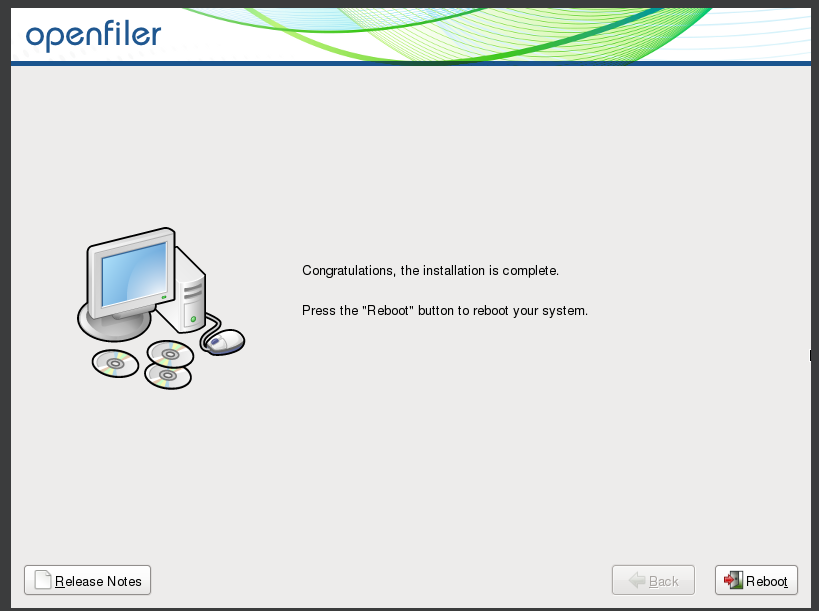 openfiler
Congratulations, the installation is complete.
Press the "Reboot" button to reboot your system.
Release Notes
Back
Reboot